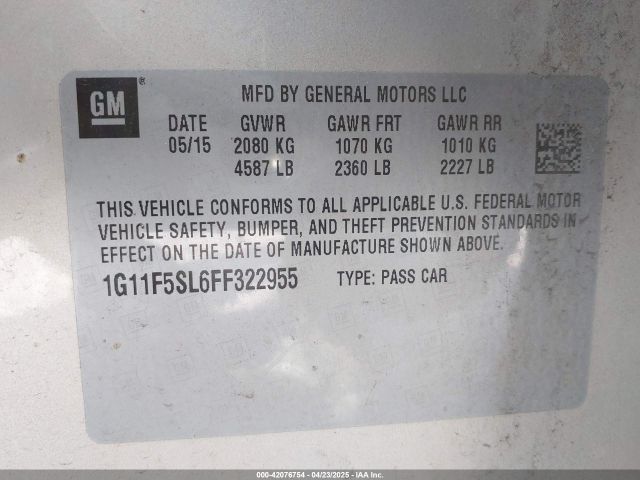 GM®
MFD BY GENERAL MOTORS LLC
DATE GVWR GAWR FRT GAWR RR
05/15 2080 KG 1070 KG 1010 KG
4587 LB 2360 LB 2227 LB
THIS VEHICLE CONFORMS TO ALL APPLICABLE U.S. FEDERAL MOTOR
VEHICLE SAFETY, BUMPER, AND THEFT PREVENTION STANDARDS IN
EFFECT ON THE DATE OF MANUFACTURE SHOWN ABOVE.
1G11F5SL6FF322955 TYPE: PASS CAR
000-42076754 - 04/23/2025 - IAA Inc.